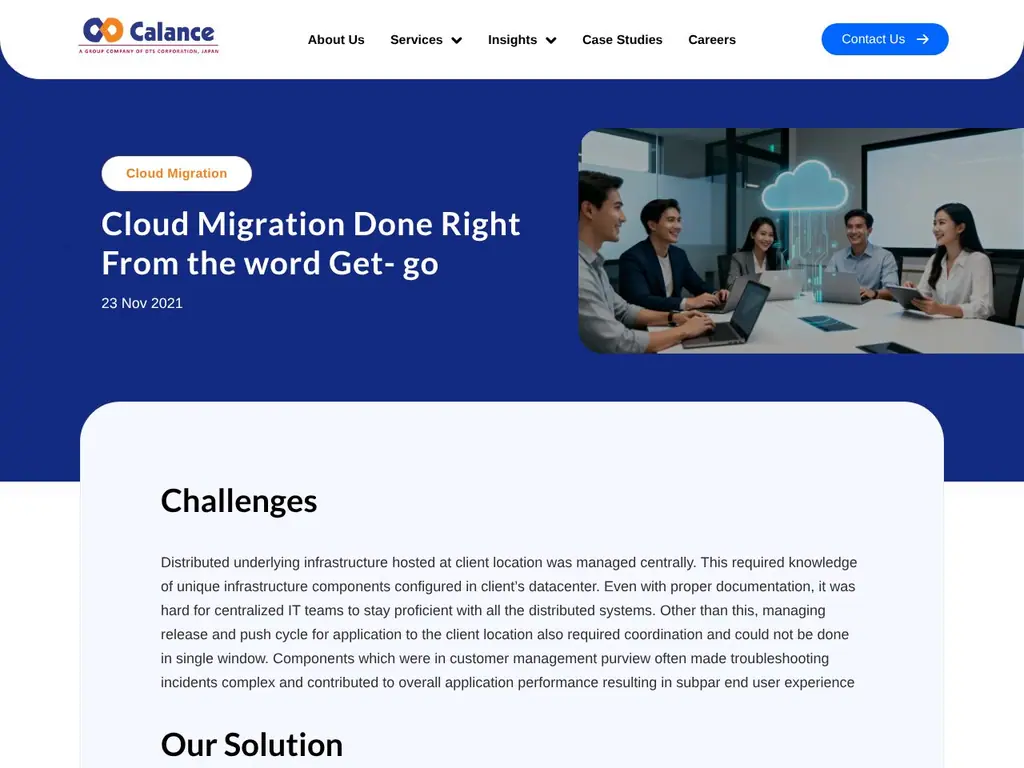 Calance
A GROUP COMPANY OF DTS CORPORATION, JAPAN
About Us
Services
Insights
Case Studies
Careers
Contact Us
Cloud Migration
Cloud Migration Done Right
From the word Get- go
23 Nov 2021
Challenges
Distributed underlying infrastructure hosted at client location was managed centrally. This required knowledge
of unique infrastructure components configured in client’s datacenter. Even with proper documentation, it was
hard for centralized IT teams to stay proficient with all the distributed systems. Other than this, managing
release and push cycle for application to the client location also required coordination and could not be done
in single window. Components which were in customer management purview often made troubleshooting
incidents complex and contributed to overall application performance resulting in subpar end user experience
Our Solution